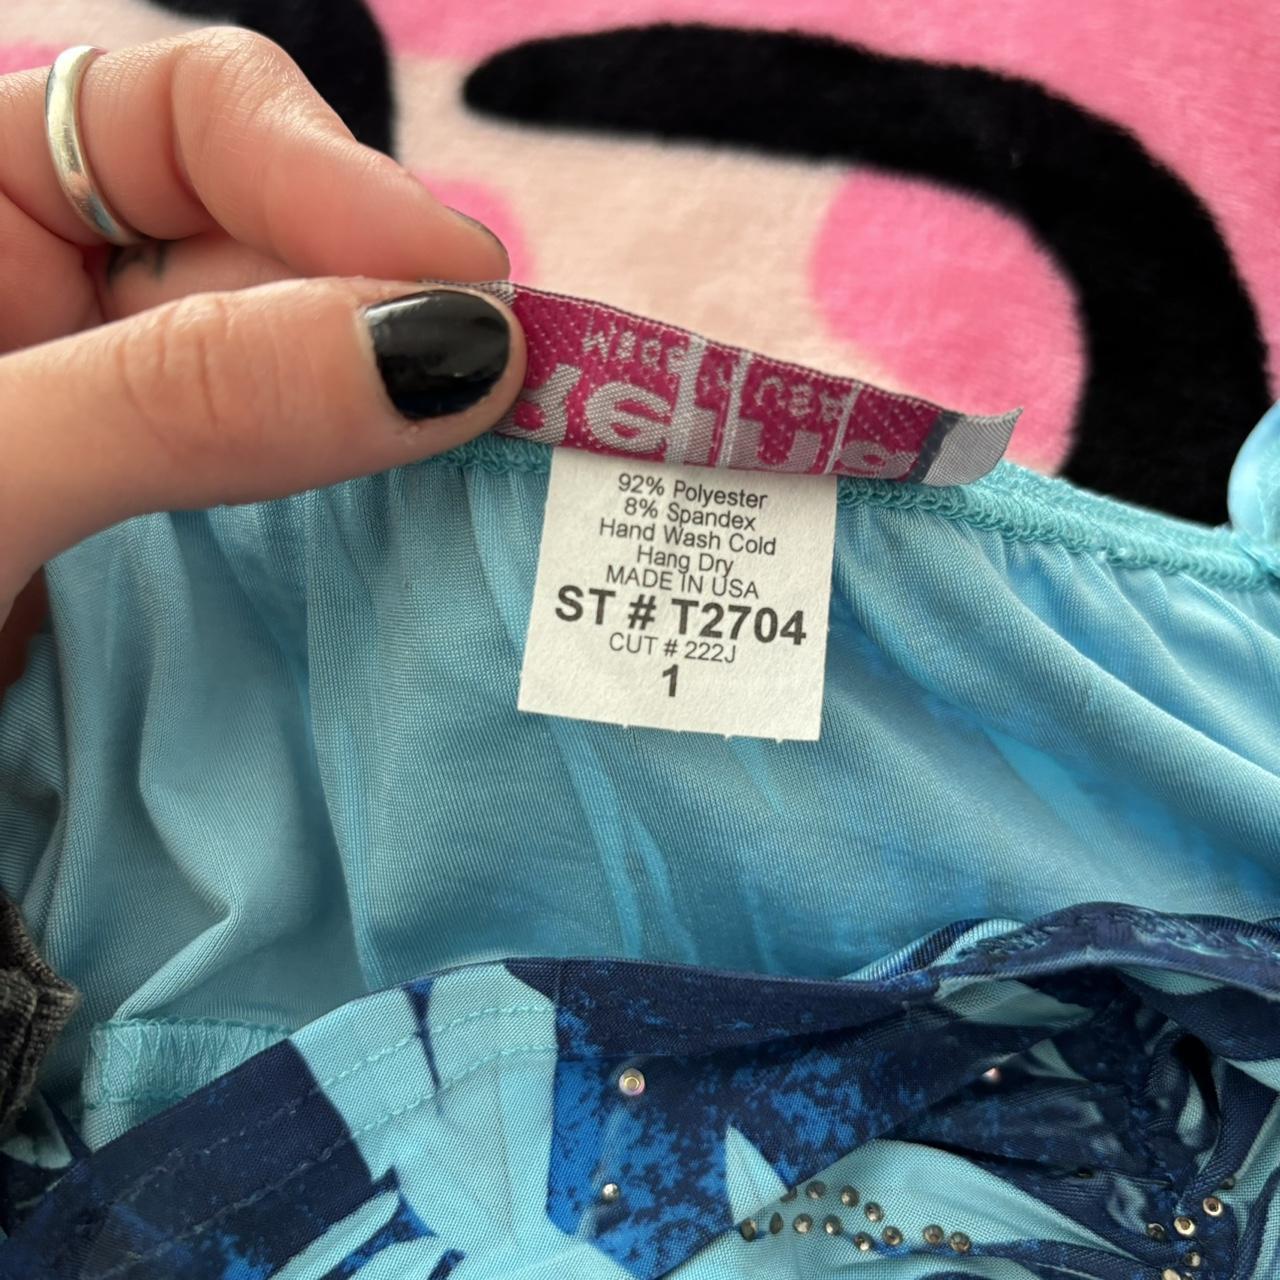 92% Polyester
8% Spandex
Hand Wash Cold
Hang Dry
MADE IN USA
ST # T2704
CUT # 222J
1